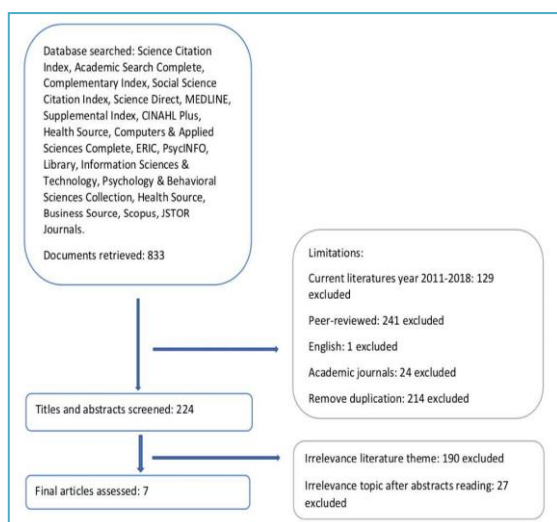 Database searched: Science Citation
Index, Academic Search Complete,
Complementary Index, Social Science
Citation Index, Science Direct, MEDLINE,
Supplemental Index, CINAHL Plus,
Health Source, Computers & Applied
Sciences Complete, ERIC, PsycINFO,
Library, Information Sciences &
Technology, Psychology & Behavioral
Sciences Collection, Health Source,
Business Source, Scopus, JSTOR
Journals.
Documents retrieved: 833
Limitations:
Current literatures year 2011-2018: 129
excluded
Peer-reviewed: 241 excluded
English: 1 excluded
Academic journals: 24 excluded
Remove duplication: 214 excluded
Titles and abstracts screened: 224
Irrelevance literature theme: 190 excluded
Irrelevance topic after abstracts reading: 27
excluded
Final articles assessed: 7